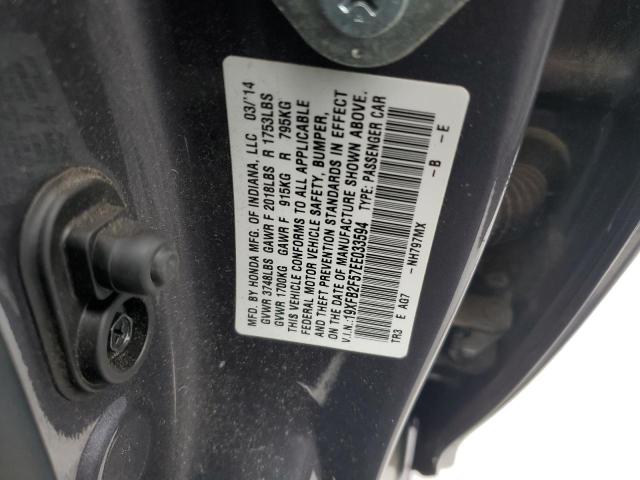 MFD. BY HONDA MFG. OF INDIANA, LLC 03/'14
GVWR 3748LBS GAWR F 2018LBS R 1753LBS
GVWR 1700KG GAWR F 915KG R 795KG
THIS VEHICLE CONFORMS TO ALL APPLICABLE
FEDERAL MOTOR VEHICLE SAFETY, BUMPER,
AND THEFT PREVENTION STANDARDS IN EFFECT
ON THE DATE OF MANUFACTURE SHOWN ABOVE.
V.I.N.:19XFB2F57EE033594 TYPE: PASSENGER CAR
TR3 E AG7 -NH797MX -B -E